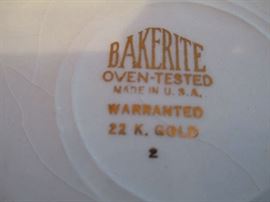 BAKERITE
OVEN-TESTED
MADE IN U.S.A.
WARRANTED
22 K. GOLD
2